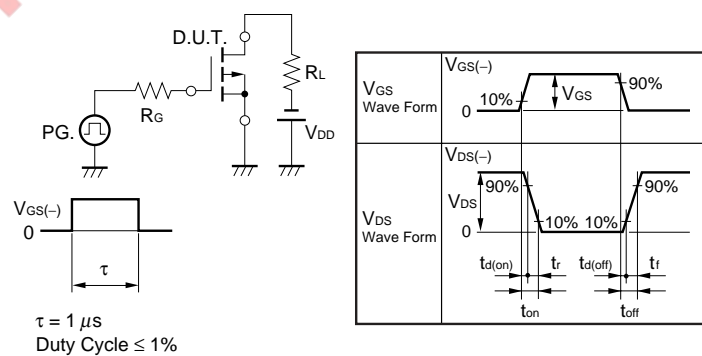 D.U.T.
RL
RG
PG.
VDD
VGS(−)
0
τ
τ = 1 μs
Duty Cycle ≤ 1%
VGS
Wave Form
VGS(−)
10%
0
VGS
90%
VDS
Wave Form
VDS(−)
VDS
90%
0
10% 10%
90%
td(on) tr td(off) tf
ton toff